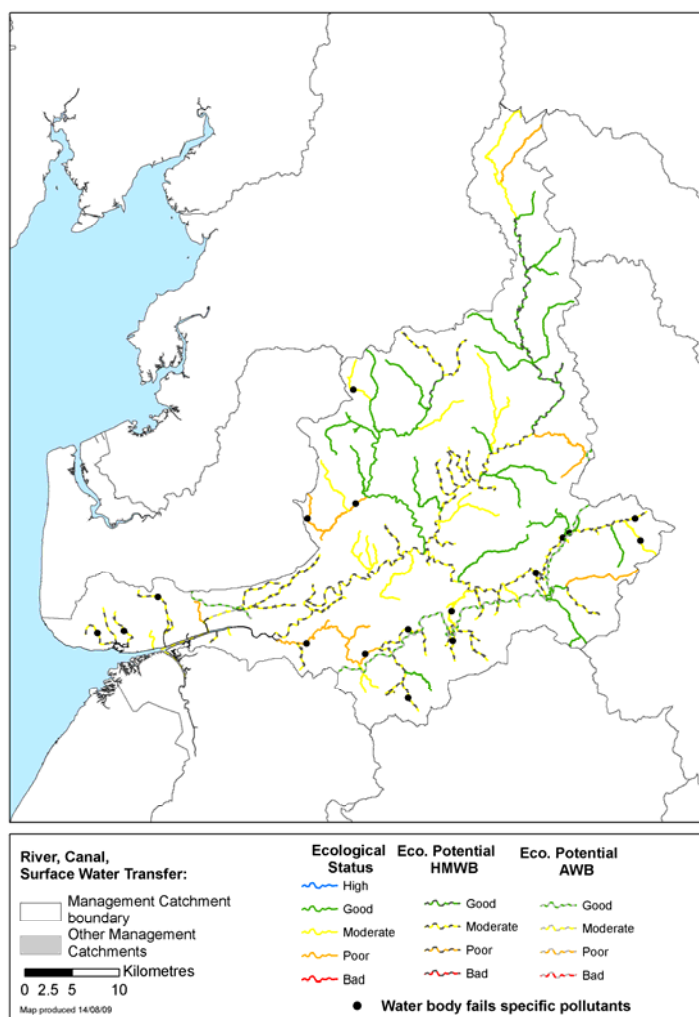 River, Canal,
Surface Water Transfer:
Management Catchment
boundary
Other Management
Catchments
Kilometres
0 2.5 5 10
Map produced 14/08/09
Ecological
Status
High
Good
Moderate
Poor
Bad
Eco. Potential
HMWB
Good
Moderate
Poor
Bad
Eco. Potential
AWB
Good
Moderate
Poor
Bad
Water body fails specific pollutants